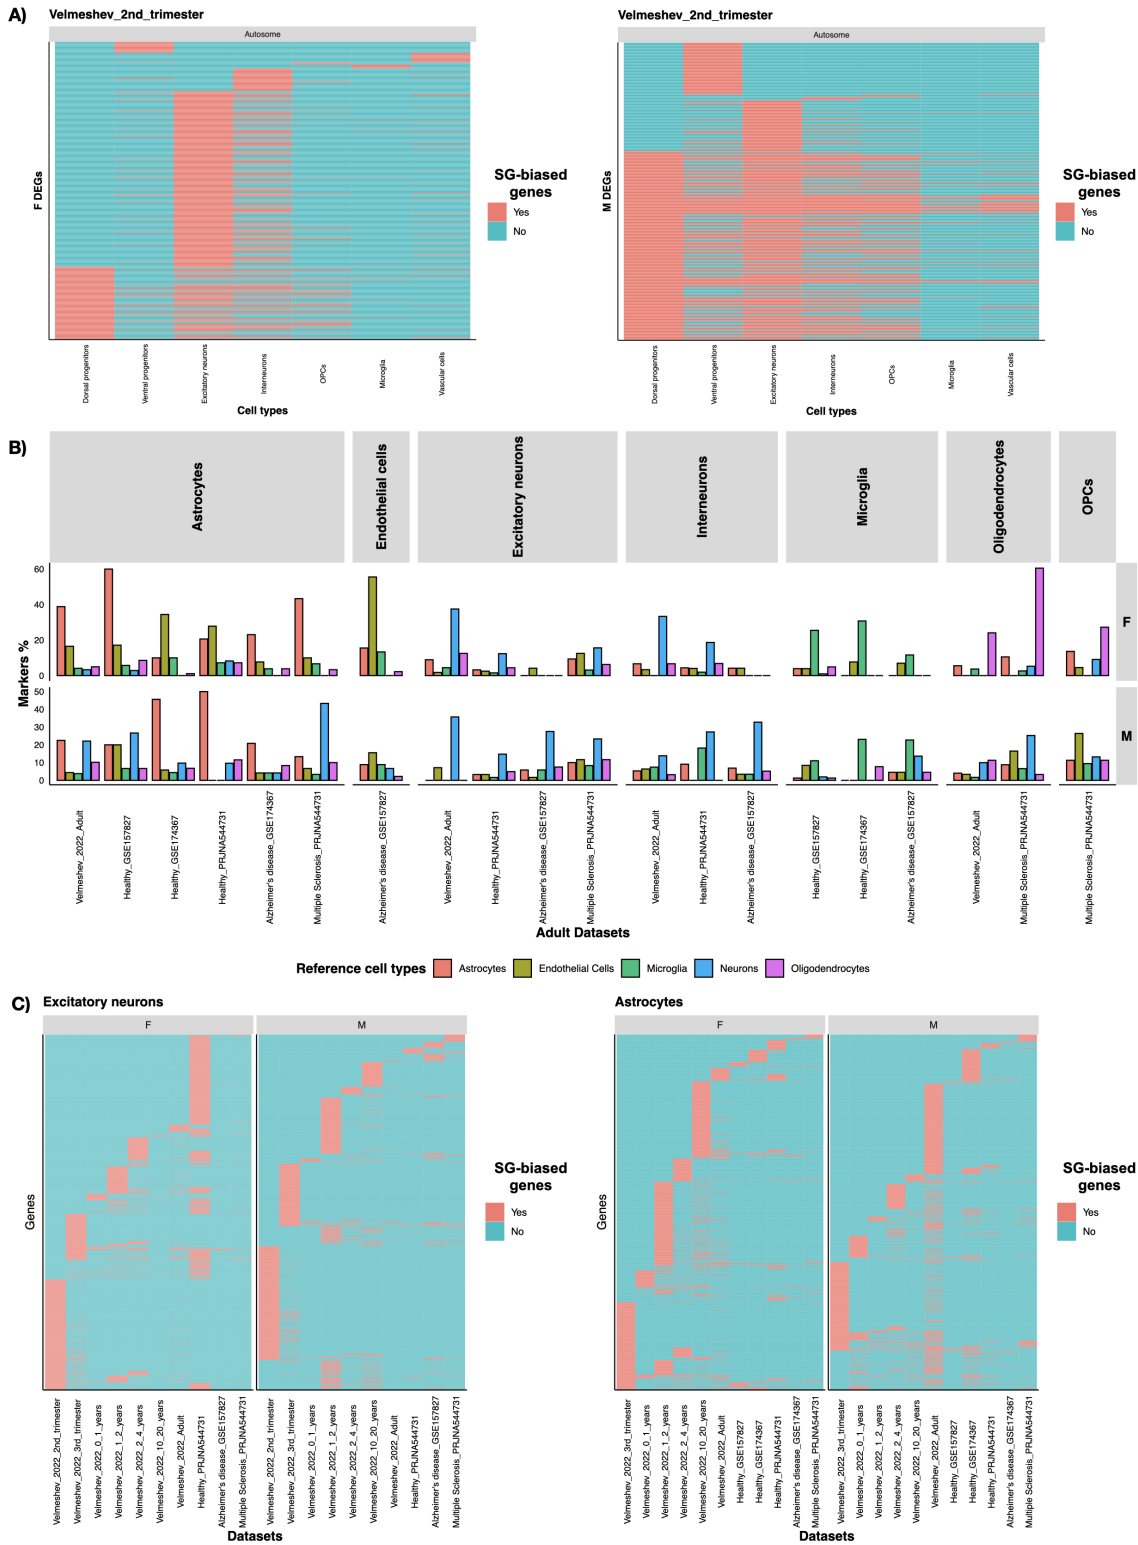 A)
Velmeshev_2nd_trimester
Autosome
F DEGs
Dorsal progenitors
Ventral progenitors
Excitatory neurons
Interneurons
OPCs
Microglia
Vascular cells
Cell types
SG-biased
genes
Yes
No
Velmeshev_2nd_trimester
Autosome
M DEGs
Dorsal progenitors
Ventral progenitors
Excitatory neurons
Interneurons
OPCs
Microglia
Vascular cells
Cell types
SG-biased
genes
Yes
No
B)
Astrocytes
Endothelial cells
Excitatory neurons
Interneurons
Microglia
Oligodendrocytes
OPCs
Markers %
60
40
20
0
F
50
40
30
20
10
0
M
Velmeshev_2022_Adult
Healthy_GSE157827
Healthy_GSE174367
Healthy_PRJNA544731
Alzheimer's disease_GSE174367
Multiple Sclerosis_PRJNA544731
Alzheimer's disease_GSE157827
Velmeshev_2022_Adult
Healthy_PRJNA544731
Alzheimer's disease_GSE157827
Multiple Sclerosis_PRJNA544731
Velmeshev_2022_Adult
Healthy_PRJNA544731
Alzheimer's disease_GSE157827
Healthy_GSE157827
Healthy_GSE174367
Alzheimer's disease_GSE157827
Velmeshev_2022_Adult
Multiple Sclerosis_PRJNA544731
Multiple Sclerosis_PRJNA544731
Adult Datasets
Reference cell types
Astrocytes
Endothelial Cells
Microglia
Neurons
Oligodendrocytes
C)
Excitatory neurons
F
M
Genes
Velmeshev_2022_2nd_trimester
Velmeshev_2022_3rd_trimester
Velmeshev_2022_0_1_years
Velmeshev_2022_1_2_years
Velmeshev_2022_2_4_years
Velmeshev_2022_10_20_years
Velmeshev_2022_Adult
Healthy_PRJNA544731
Alzheimer's disease_GSE157827
Multiple Sclerosis_PRJNA544731
Velmeshev_2022_2nd_trimester
Velmeshev_2022_3rd_trimester
Velmeshev_2022_0_1_years
Velmeshev_2022_1_2_years
Velmeshev_2022_2_4_years
Velmeshev_2022_10_20_years
Velmeshev_2022_Adult
Healthy_PRJNA544731
Alzheimer's disease_GSE157827
Multiple Sclerosis_PRJNA544731
Datasets
SG-biased
genes
Yes
No
Astrocytes
F
M
Genes
Velmeshev_2022_3rd_trimester
Velmeshev_2022_0_1_years
Velmeshev_2022_1_2_years
Velmeshev_2022_2_4_years
Velmeshev_2022_10_20_years
Velmeshev_2022_Adult
Healthy_GSE157827
Healthy_GSE174367
Healthy_PRJNA544731
Alzheimer's disease_GSE174367
Multiple Sclerosis_PRJNA544731
Velmeshev_2022_3rd_trimester
Velmeshev_2022_0_1_years
Velmeshev_2022_1_2_years
Velmeshev_2022_2_4_years
Velmeshev_2022_10_20_years
Velmeshev_2022_Adult
Healthy_GSE157827
Healthy_GSE174367
Healthy_PRJNA544731
Alzheimer's disease_GSE174367
Multiple Sclerosis_PRJNA544731
Datasets
SG-biased
genes
Yes
No